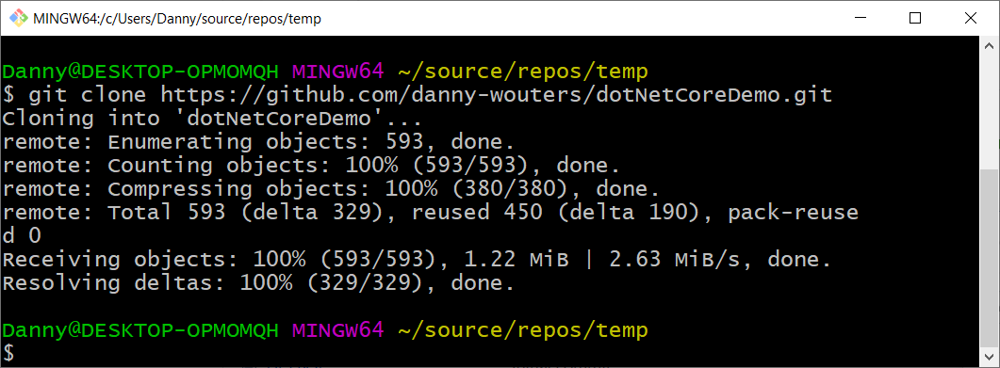 MINGW64:/c/Users/Danny/source/repos/temp
Danny@DESKTOP-OPMOMQH MINGW64 ~/source/repos/temp
$ git clone https://github.com/danny-wouters/dotNetCoreDemo.git
Cloning into 'dotNetCoreDemo'...
remote: Enumerating objects: 593, done.
remote: Counting objects: 100% (593/593), done.
remote: Compressing objects: 100% (380/380), done.
remote: Total 593 (delta 329), reused 450 (delta 190), pack-reuse
d 0
Receiving objects: 100% (593/593), 1.22 MiB | 2.63 MiB/s, done.
Resolving deltas: 100% (329/329), done.
Danny@DESKTOP-OPMOMQH MINGW64 ~/source/repos/temp
$